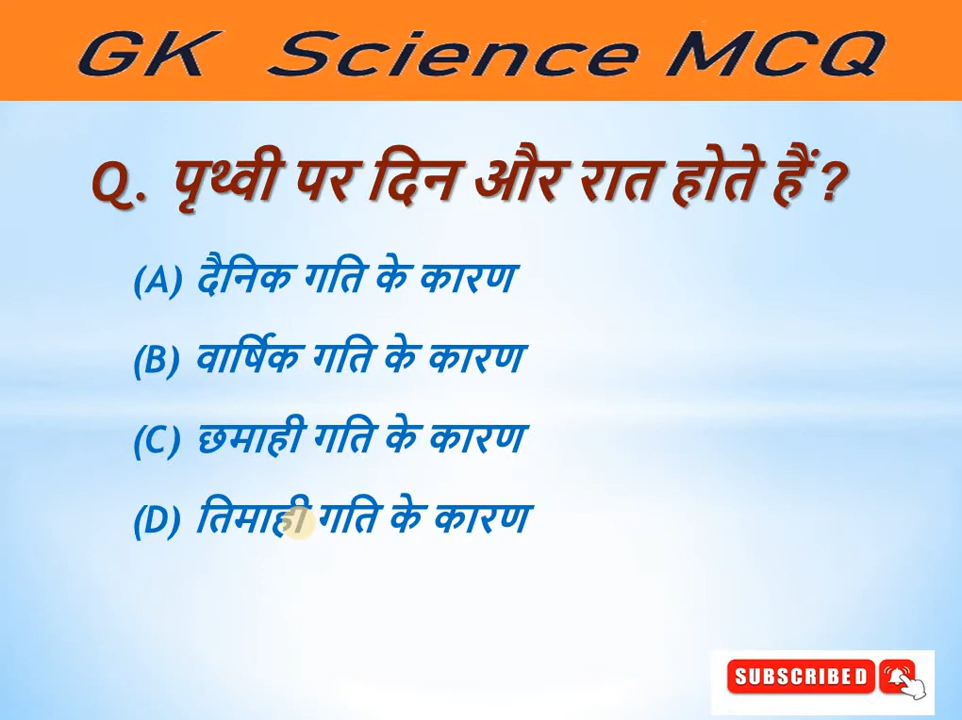 GK Science MCQ
Q. पृथ्वी पर दिन और रात होते हैं ?
(A) दैनिक गति के कारण
(B) वार्षिक गति के कारण
(C) छमाही गति के कारण
(D) तिमाही गति के कारण
SUBSCRIBED